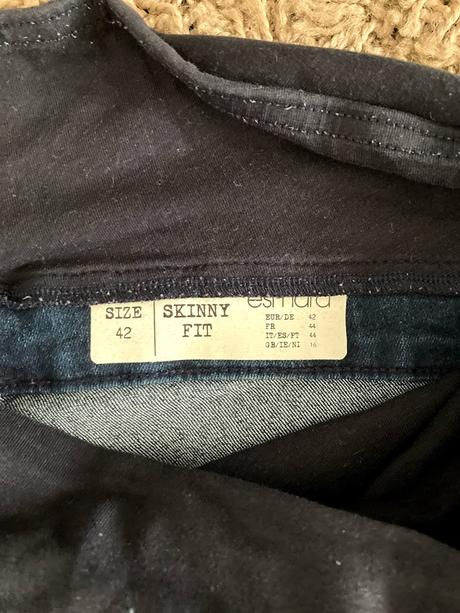 esmara
SIZE
42
SKINNY
FIT
EUR/DE 42
FR 44
IT/ES/PT 44
GB/IE/NI 16